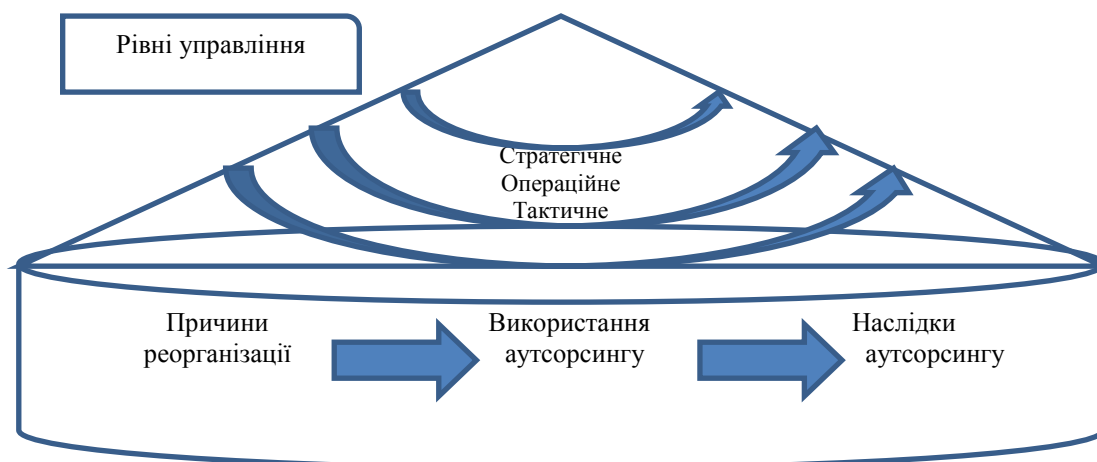 Рівні управління
Стратегічне
Операційне
Тактичне
Причини реорганізації
Використання аутсорсингу
Наслідки аутсорсингу